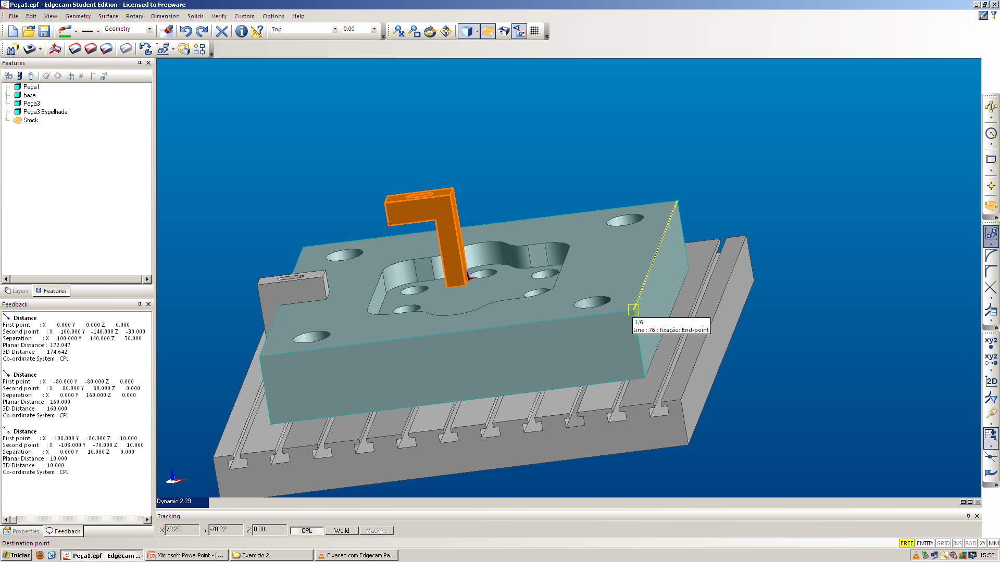 Peça1.epf - Edgecam Student Edition - Licensed to Freeware
File Edit View Geometry Surface Rotary Dimension Solids Verify Custom Options Help
Geometry Top 0.00
Features
Peça1
base
Peça3
Peça3 Espelhada
Stock
Layers Features
Feedback
Distance
First point : X 0.000 Y 0.000 Z 0.000
Second point : X 100.000 Y -140.000 Z -30.000
Separation : X 100.000 Y -140.000 Z -30.000
Planar Distance : 172.047
3D Distance : 174.642
Co-ordinate System : CPL
Distance
First point : X -80.000 Y -80.000 Z 0.000
Second point : X -80.000 Y 80.000 Z 0.000
Separation : X 0.000 Y 160.000 Z 0.000
Planar Distance : 160.000
3D Distance : 160.000
Co-ordinate System : CPL
Distance
First point : X -108.000 Y -80.000 Z 10.000
Second point : X -108.000 Y -70.000 Z 10.000
Separation : X 0.000 Y 10.000 Z 0.000
Planar Distance : 10.000
3D Distance : 10.000
Co-ordinate System : CPL
Properties Feedback
1/6
Line : 76 : fixação: End-point
xyz
xyz
2D
Dynamic 2.29
Tracking
X 79.28 Y -78.22 Z 0.00 CPL World Machine
Destination point
FREE ENTITY GRID INS RAD XY MM
Iniciar Peça1.epf - Edgecam ... Microsoft PowerPoint - [... Exercicio 2 Fixacao com Edgecam Pa... 15:58